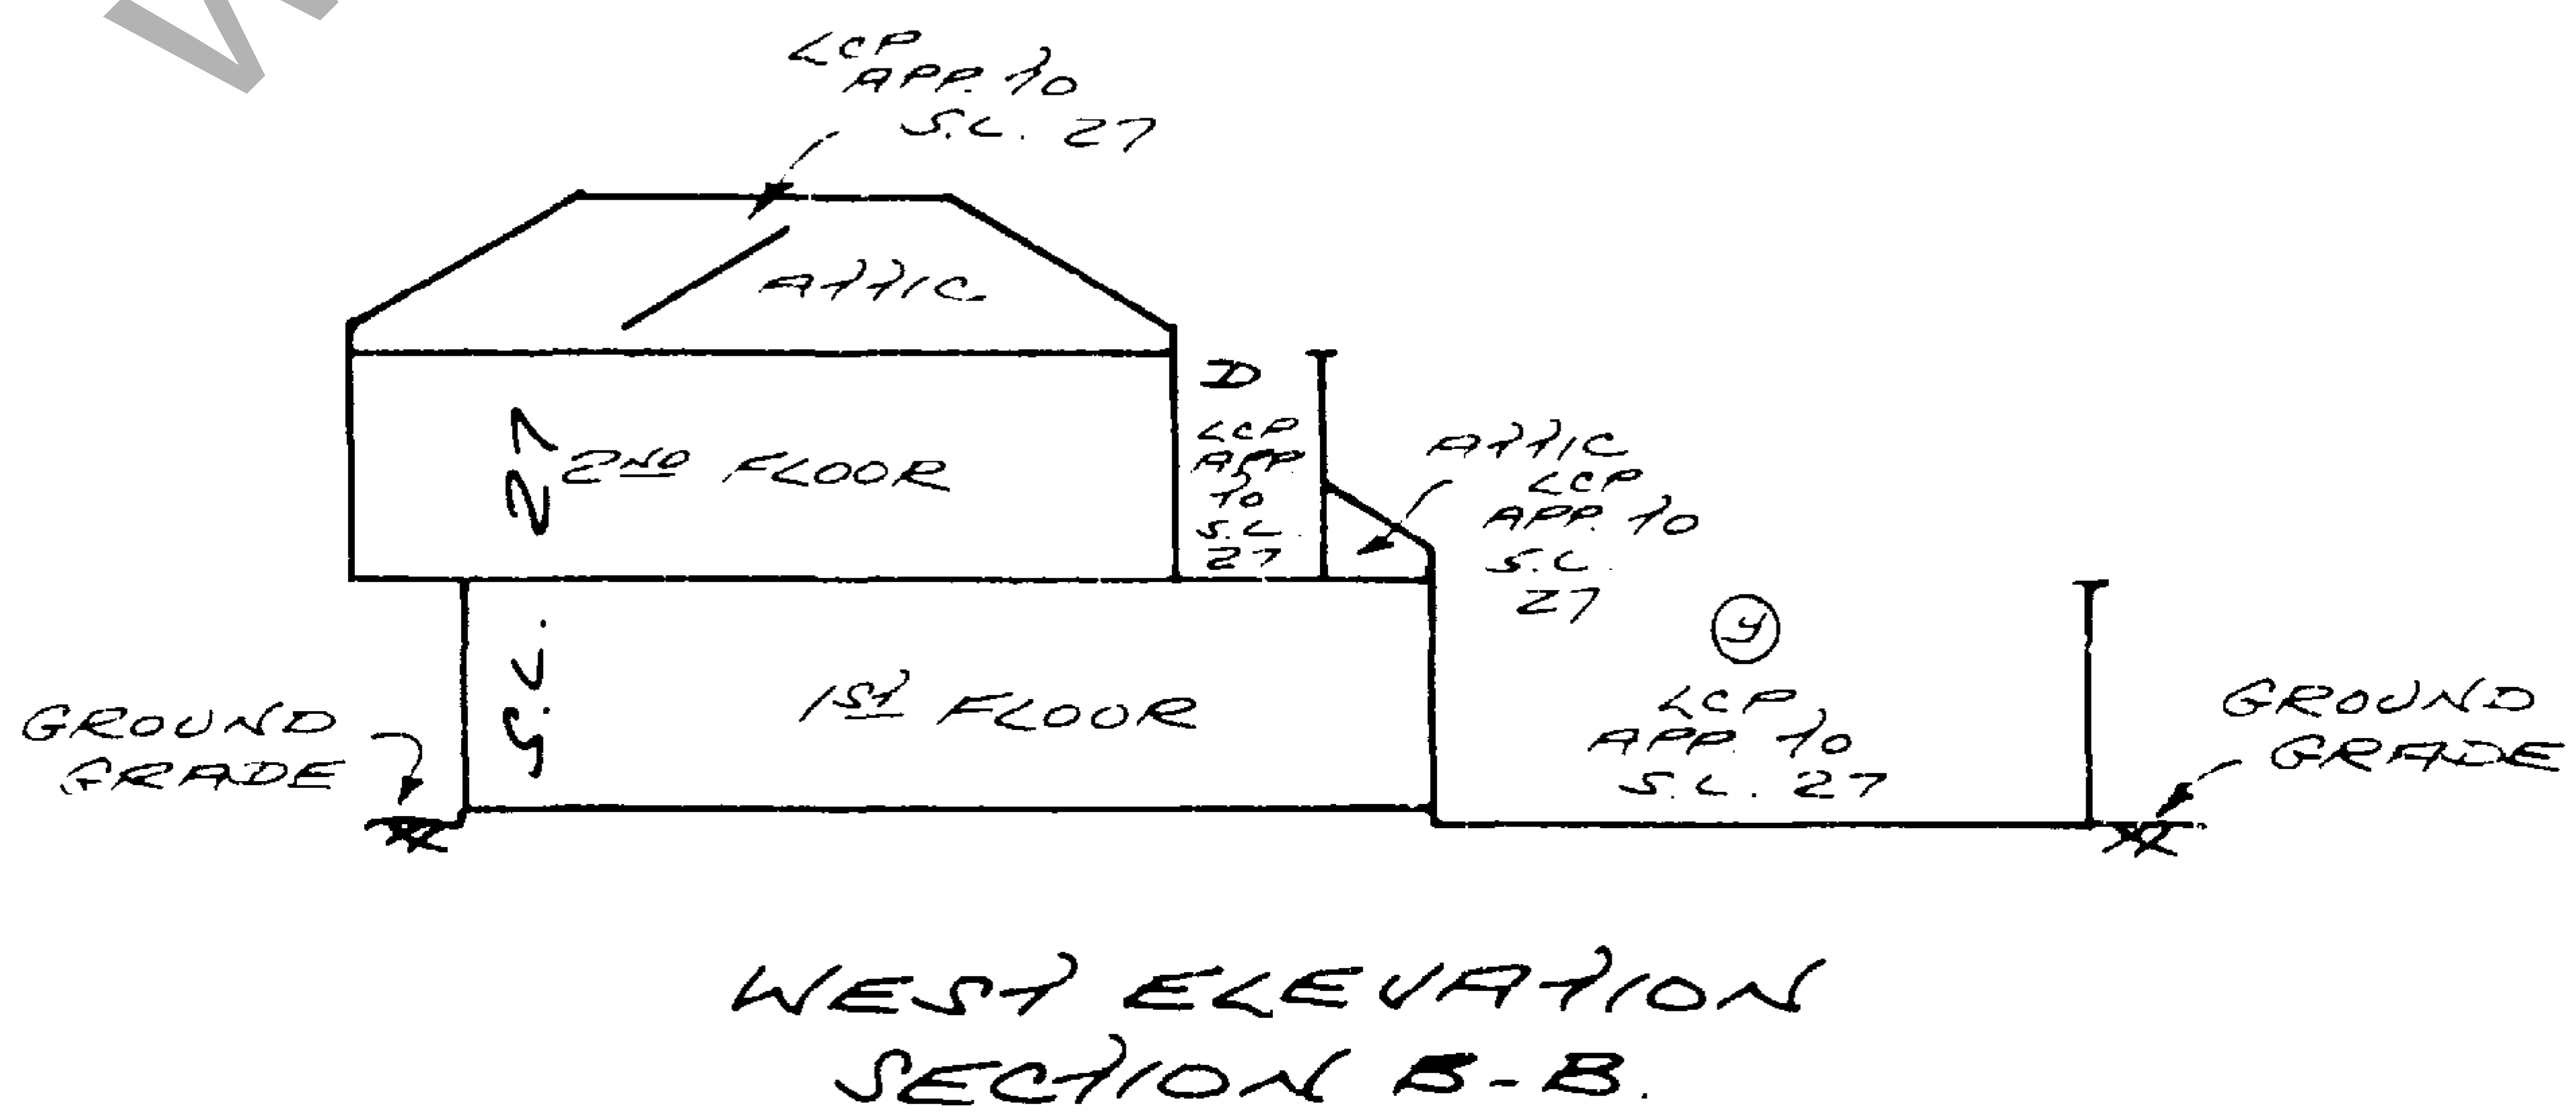 LCP
APP. TO
S.L. 27
ATTIC
D
LCP
APP
TO
S.L.
27
ATTIC
LCP
APP. TO
S.L.
27
S.L. 27
2ND FLOOR
1ST FLOOR
Y
LCP
APP. TO
S.L. 27
GROUND
GRADE
GROUND
GRADE
WEST ELEVATION
SECTION B-B.